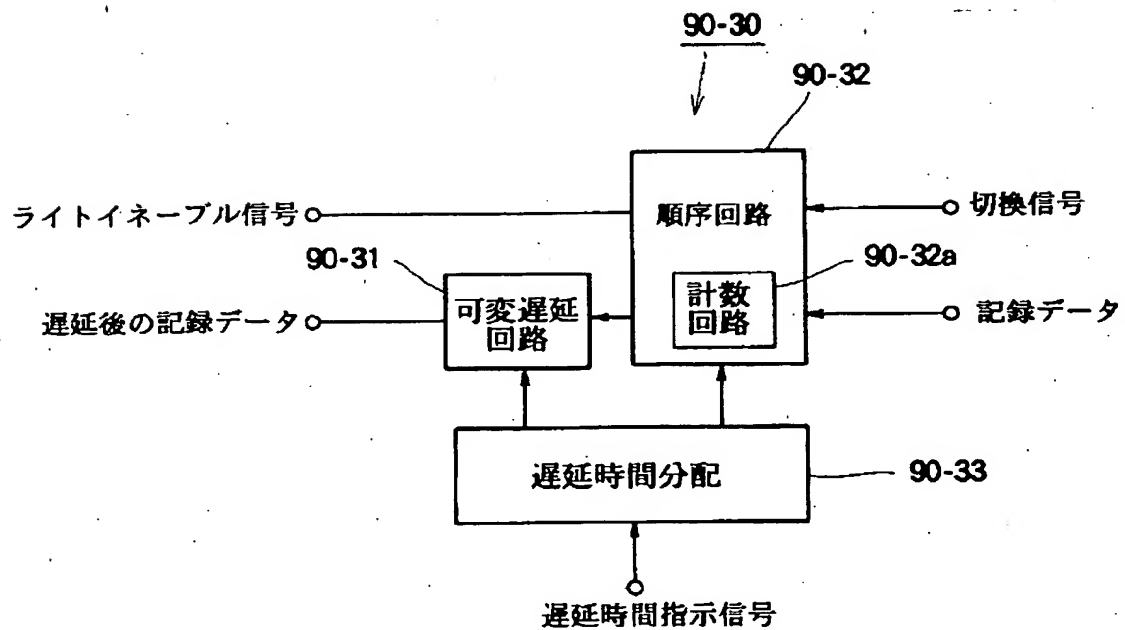 90-30
90-32
ライトイネーブル信号
順序回路
切換信号
90-31
90-32a
遅延後の記録データ
可変遅延
回路
計数
回路
記録データ
遅延時間分配
90-33
遅延時間指示信号